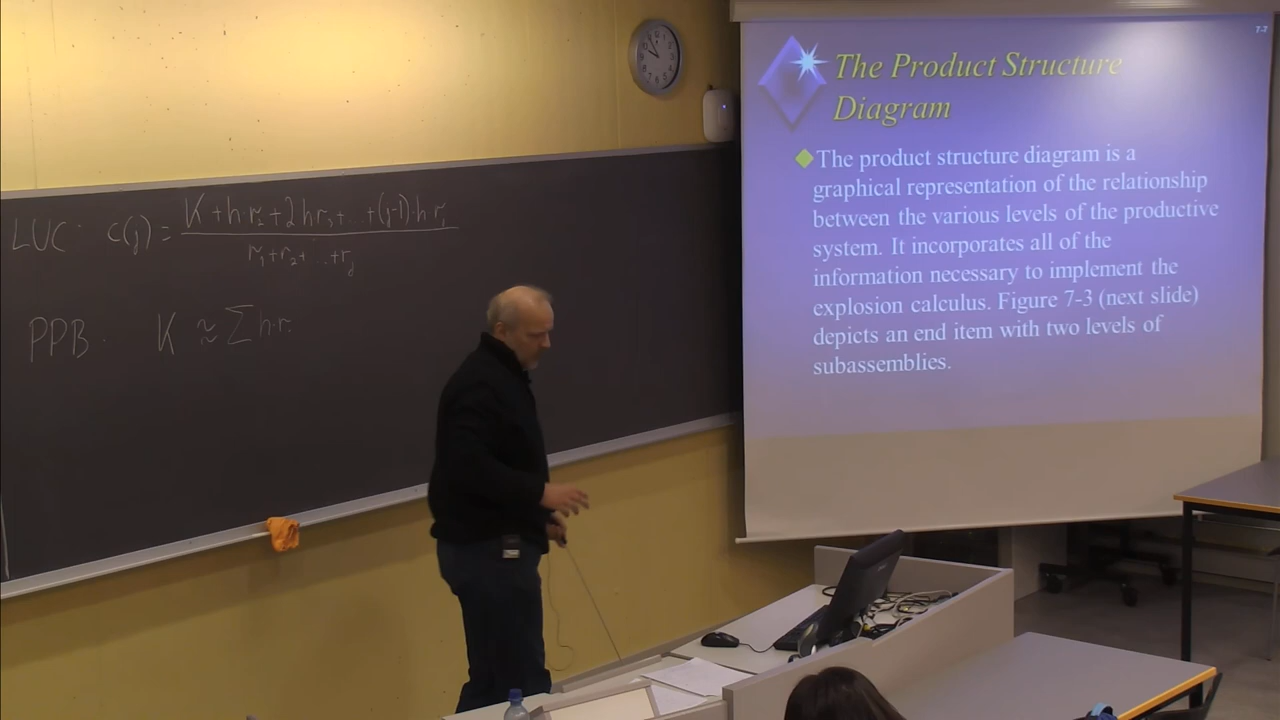 LUC: c(j) = K + h·r2 + 2hr3 + ... + (j-1)·h·rj
r1 + r2 + ... + rj
PPB. K ≈ ∑ h·ri
7-7
The Product Structure
Diagram
The product structure diagram is a
graphical representation of the relationship
between the various levels of the productive
system. It incorporates all of the
information necessary to implement the
explosion calculus. Figure 7-3 (next slide)
depicts an end item with two levels of
subassemblies.